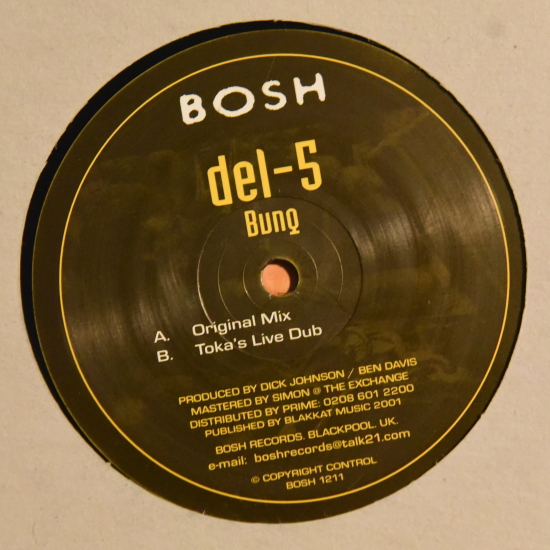 BOSH
del-5
Bunq
A. Original Mix
B. Toka's Live Dub
PRODUCED BY DICK JOHNSON / BEN DAVIS
MASTERED BY SIMON @ THE EXCHANGE
DISTRIBUTED BY PRIME: 0208 601 2200
PUBLISHED BY BLAKKAT MUSIC 2001
BOSH RECORDS. BLACKPOOL. UK.
e-mail: boshrecords@talk21.com
© COPYRIGHT CONTROL
BOSH 1211